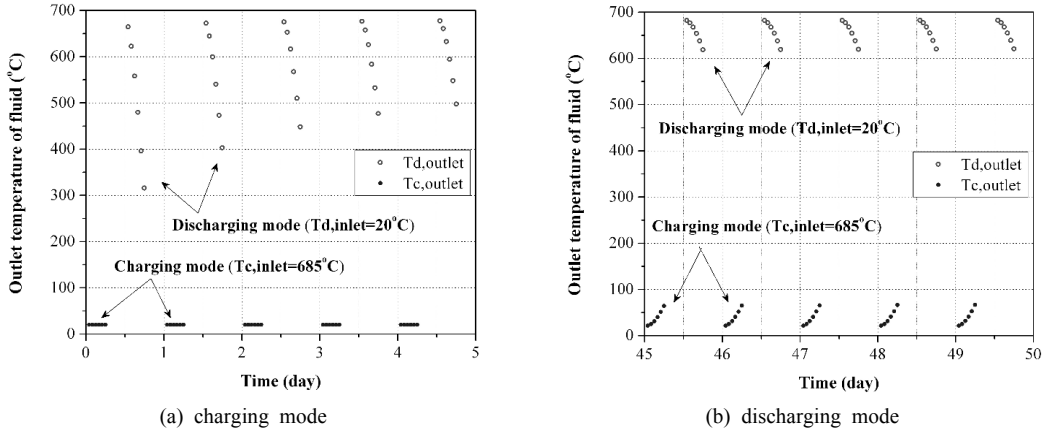 700
600
500
400
300
200
100
0
Outlet temperature of fluid (°C)
Td,outlet
Tc,outlet
Discharging mode (Td,inlet=20°C)
Charging mode (Tc,inlet=685°C)
0 1 2 3 4 5
Time (day)
(a) charging mode
700
600
500
400
300
200
100
0
Outlet temperature of fluid (°C)
Discharging mode (Td,inlet=20°C)
Td,outlet
Tc,outlet
Charging mode (Tc,inlet=685°C)
45 46 47 48 49 50
Time (day)
(b) discharging mode